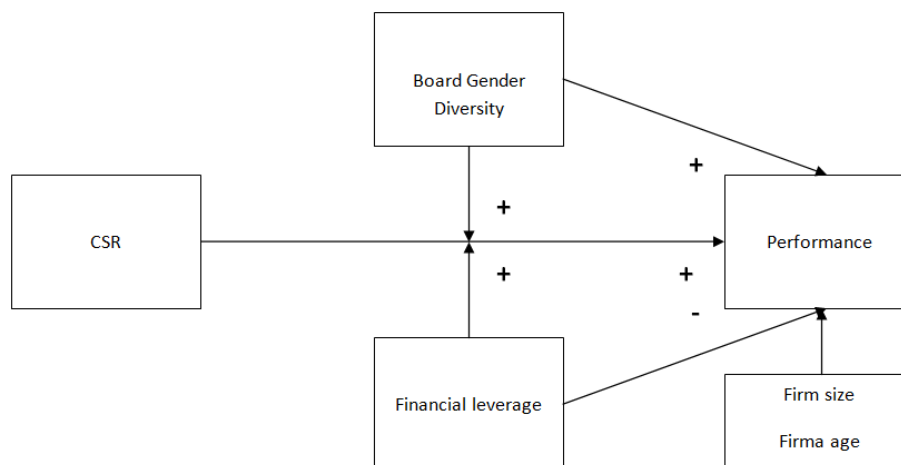 Board Gender
Diversity
+
+
CSR
Performance
+
+
-
Financial leverage
Firm size
Firma age